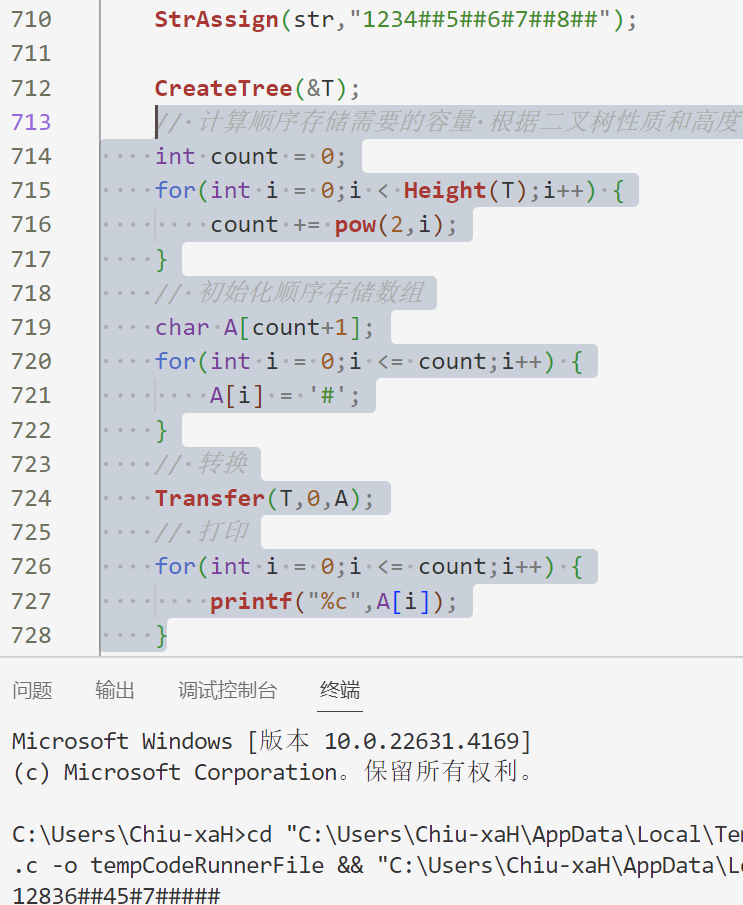 710 StrAssign(str,"1234##5##6#7##8##");
711
712 CreateTree(&T);
713 // 计算顺序存储需要的容量 根据二叉树性质和高度
714 int count = 0;
715 for(int i = 0;i < Height(T);i++) {
716 count += pow(2,i);
717 }
718 // 初始化顺序存储数组
719 char A[count+1];
720 for(int i = 0;i <= count;i++) {
721 A[i] = '#';
722 }
723 // 转换
724 Transfer(T,0,A);
725 // 打印
726 for(int i = 0;i <= count;i++) {
727 printf("%c",A[i]);
728 }
问题 输出 调试控制台 终端
Microsoft Windows [版本 10.0.22631.4169]
(c) Microsoft Corporation。保留所有权利。
C:\Users\Chiu-xaH>cd "C:\Users\Chiu-xaH\AppData\Local\Tem
.c -o tempCodeRunnerFile && "C:\Users\Chiu-xaH\AppData\Lo
12836##45#7#####